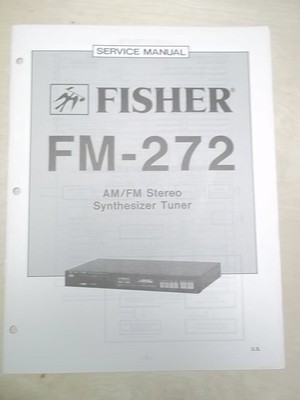 SERVICE MANUAL
FISHER®
FM-272
AM/FM Stereo
Synthesizer Tuner